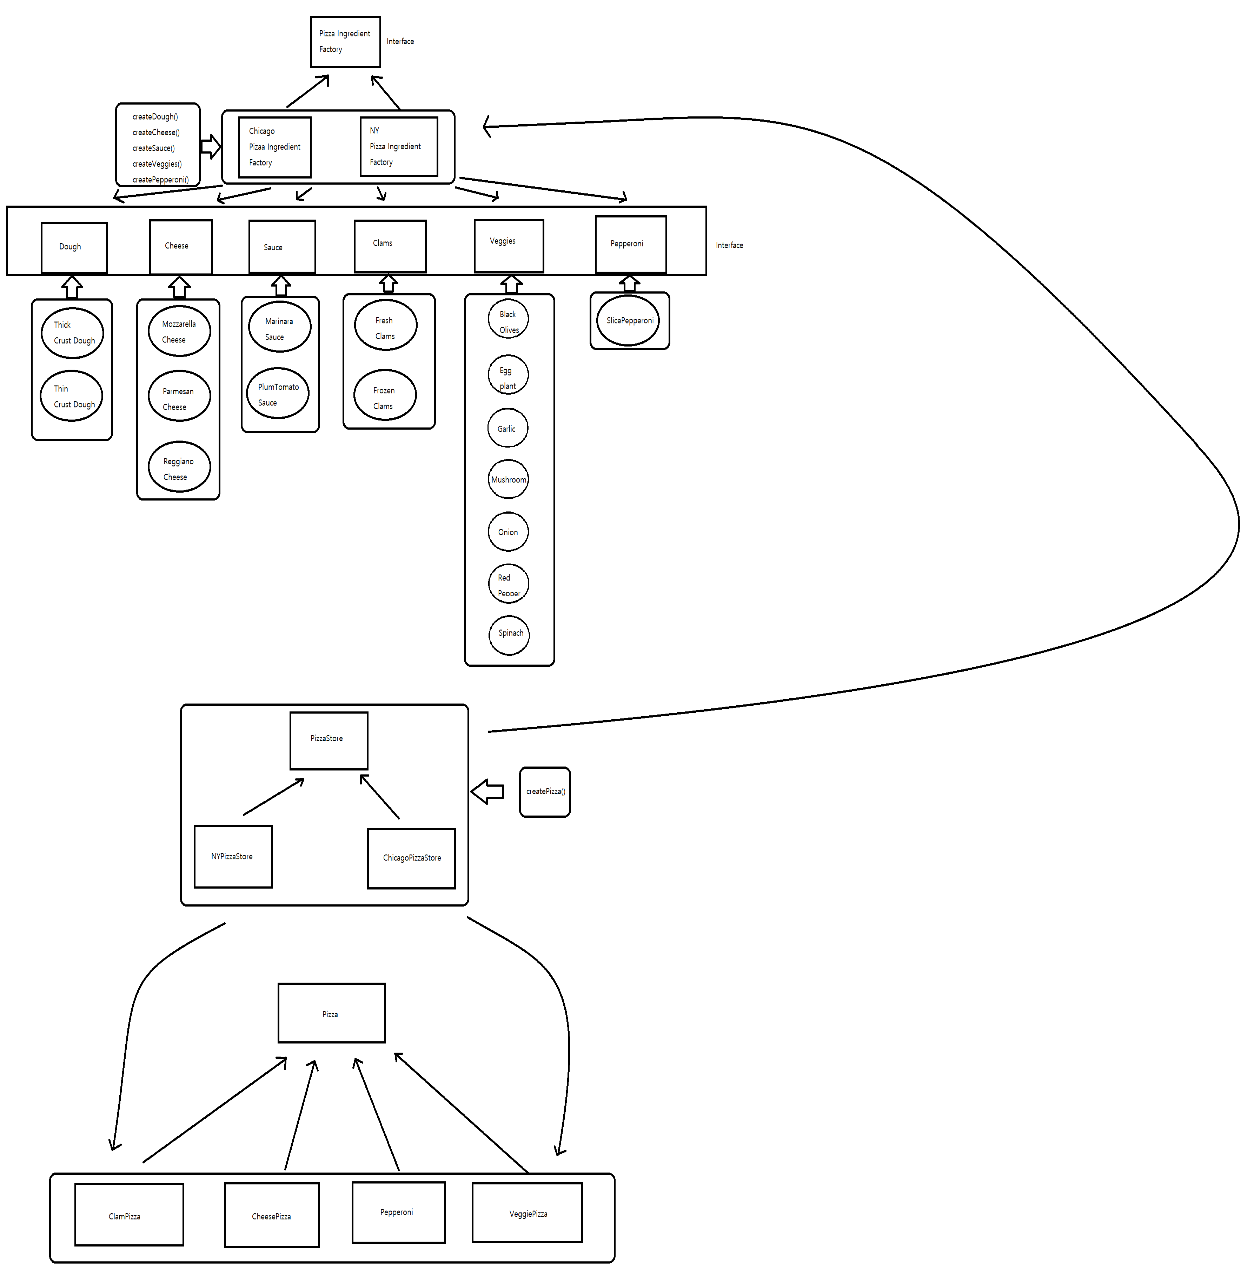 Pizza Ingredient
Factory
Interface
createDough()
createCheese()
createSauce()
createVeggies()
createPepperoni()
Chicago
Pizaa Ingredient
Factory
NY
Pizza Ingredient
Factory
Dough
Cheese
Sauce
Clams
Veggies
Pepperoni
Interface
Thick
Crust Dough
Thin
Crust Dough
Mozzarella
Cheese
Parmesan
Cheese
Reggiano
Cheese
Marinara
Sauce
PlumTomato
Sauce
Fresh
Clams
Frozen
Clams
Black
Olives
Egg
plant
Garlic
Mushroom
Onion
Red
Pepper
Spinach
SlicePepperoni
PizzaStore
createPizza()
NYPizzaStore
ChicagoPizzaStore
Pizza
ClamPizza
CheesePizza
Pepperoni
VeggiePizza